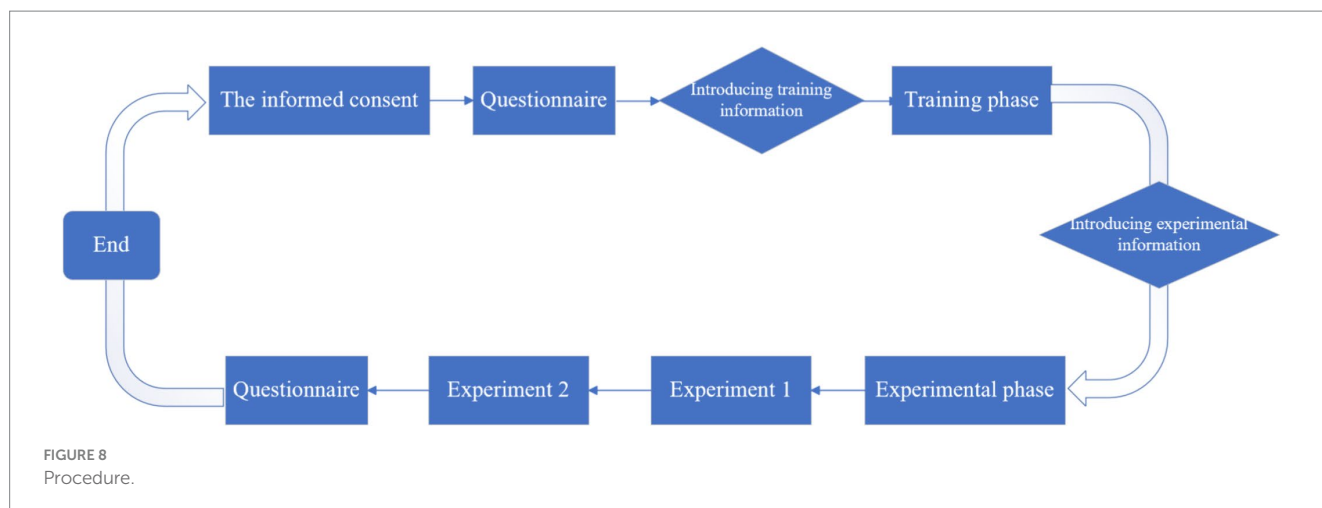 The informed consent
Questionnaire
Introducing training
information
Training phase
Introducing experimental
information
End
Questionnaire
Experiment 2
Experiment 1
Experimental phase
FIGURE 8
Procedure.